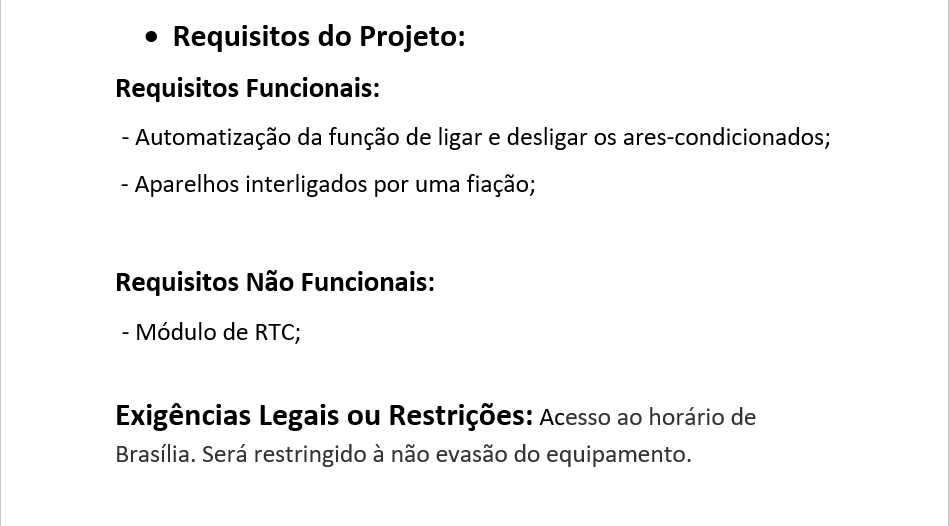 • Requisitos do Projeto:
Requisitos Funcionais:
- Automatização da função de ligar e desligar os ares-condicionados;
- Aparelhos interligados por uma fiação;
Requisitos Não Funcionais:
- Módulo de RTC;
Exigências Legais ou Restrições: Acesso ao horário de
Brasília. Será restringido à não evasão do equipamento.